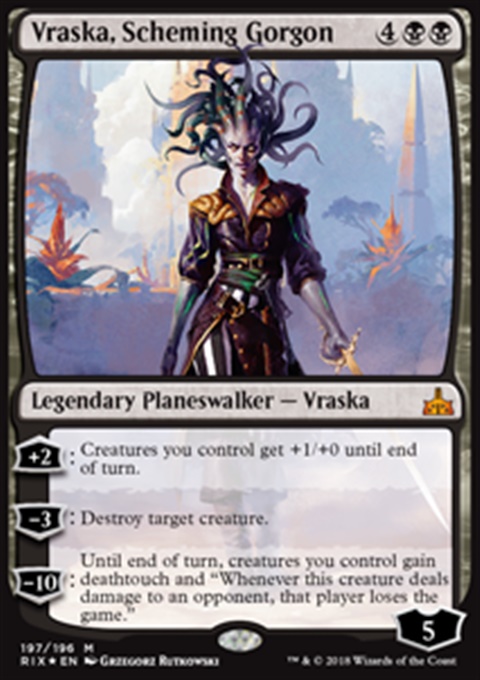 Vraska, Scheming Gorgon 4
Legendary Planeswalker — Vraska
+2: Creatures you control get +1/+0 until end
of turn.
−3: Destroy target creature.
Until end of turn, creatures you control gain
−10: deathtouch and “Whenever this creature deals
damage to an opponent, that player loses the
game.”
5
197/196 M
RIX★EN Grzegorz Rutkowski ™ & © 2018 Wizards of the Coast